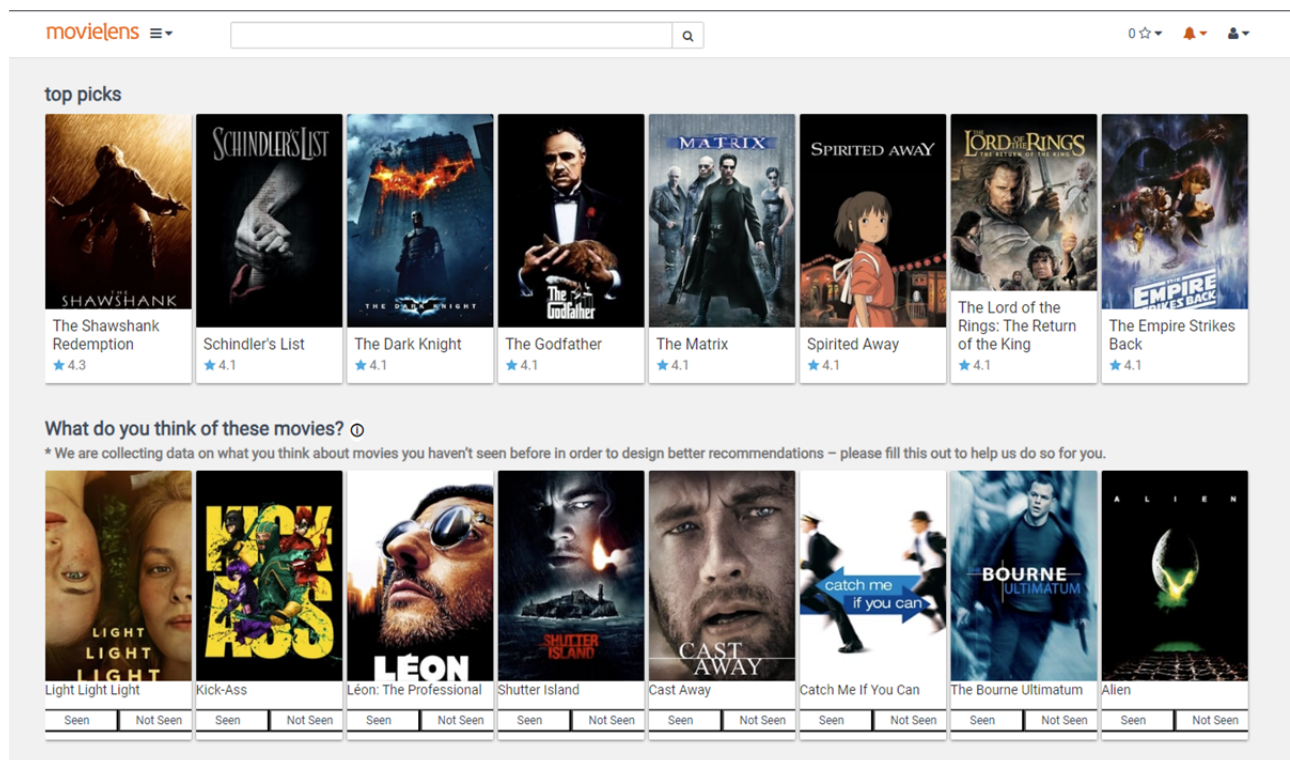 movielens
0
top picks
THE
SHAWSHANK
SCHINDLER'S LIST
THE DARK KNIGHT
The
Godfather
MATRIX
SPIRITED AWAY
THE
LORD OF THE RINGS
THE RETURN OF THE KING
THE
EMPIRE
STRIKES BACK
The Shawshank
Redemption
4.3
Schindler's List
4.1
The Dark Knight
4.1
The Godfather
4.1
The Matrix
4.1
Spirited Away
4.1
The Lord of the
Rings: The Return
of the King
4.1
The Empire Strikes
Back
4.1
What do you think of these movies?
* We are collecting data on what you think about movies you haven't seen before in order to design better recommendations – please fill this out to help us do so for you.
LIGHT
LIGHT
LIGHT
KICK
ASS
LÉON
SHUTTER
ISLAND
CAST
AWAY
catch me
if you can
THE
BOURNE
ULTIMATUM
ALIEN
Light Light Light
Kick-Ass
Léon: The Professional
Shutter Island
Cast Away
Catch Me If You Can
The Bourne Ultimatum
Alien
Seen Not Seen Seen Not Seen Seen Not Seen Seen Not Seen Seen Not Seen Seen Not Seen Seen Not Seen Seen Not Seen